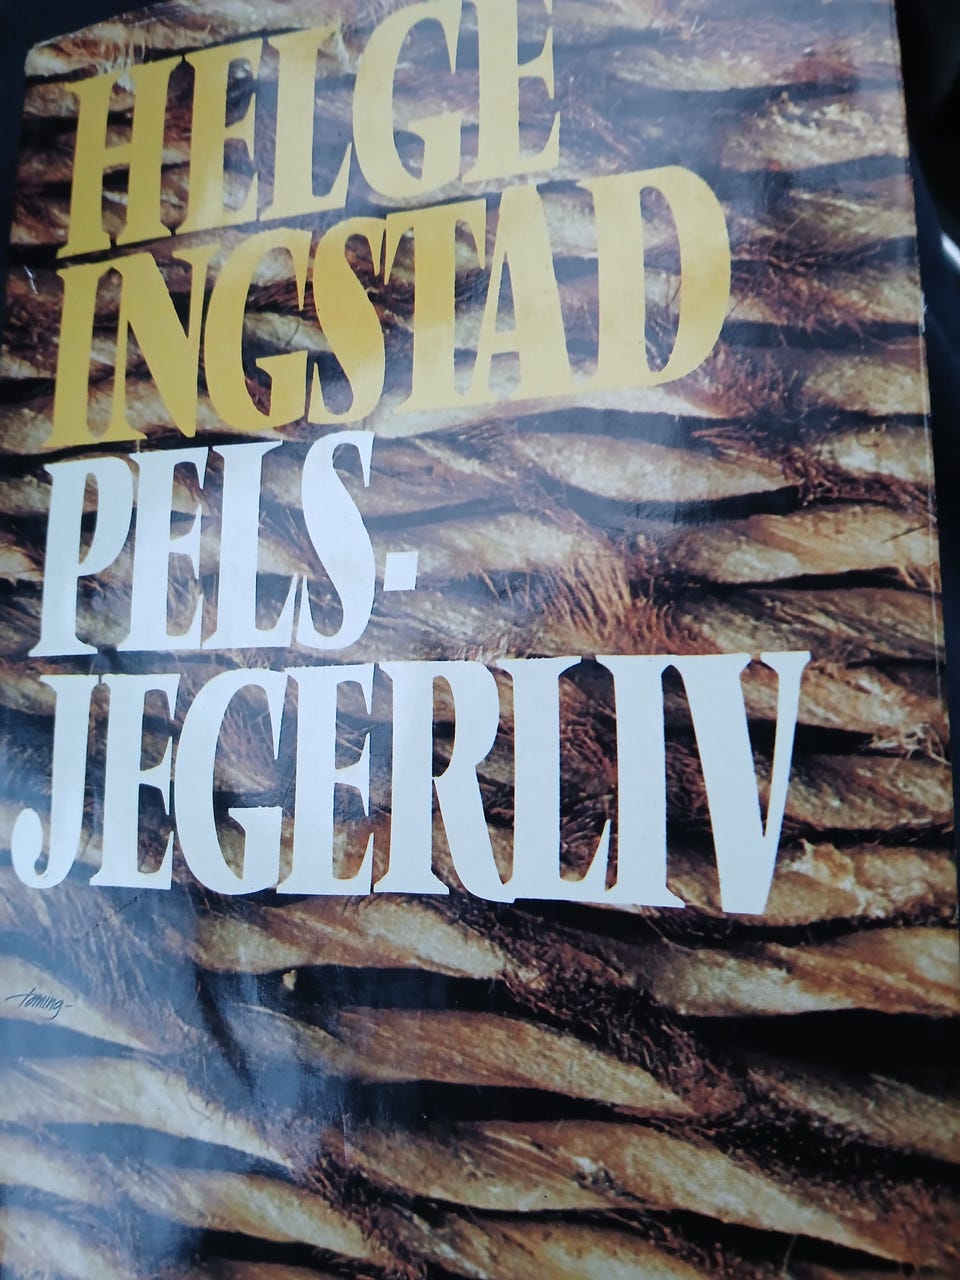 HELGE
INGSTAD
PELS-
JEGERLIV